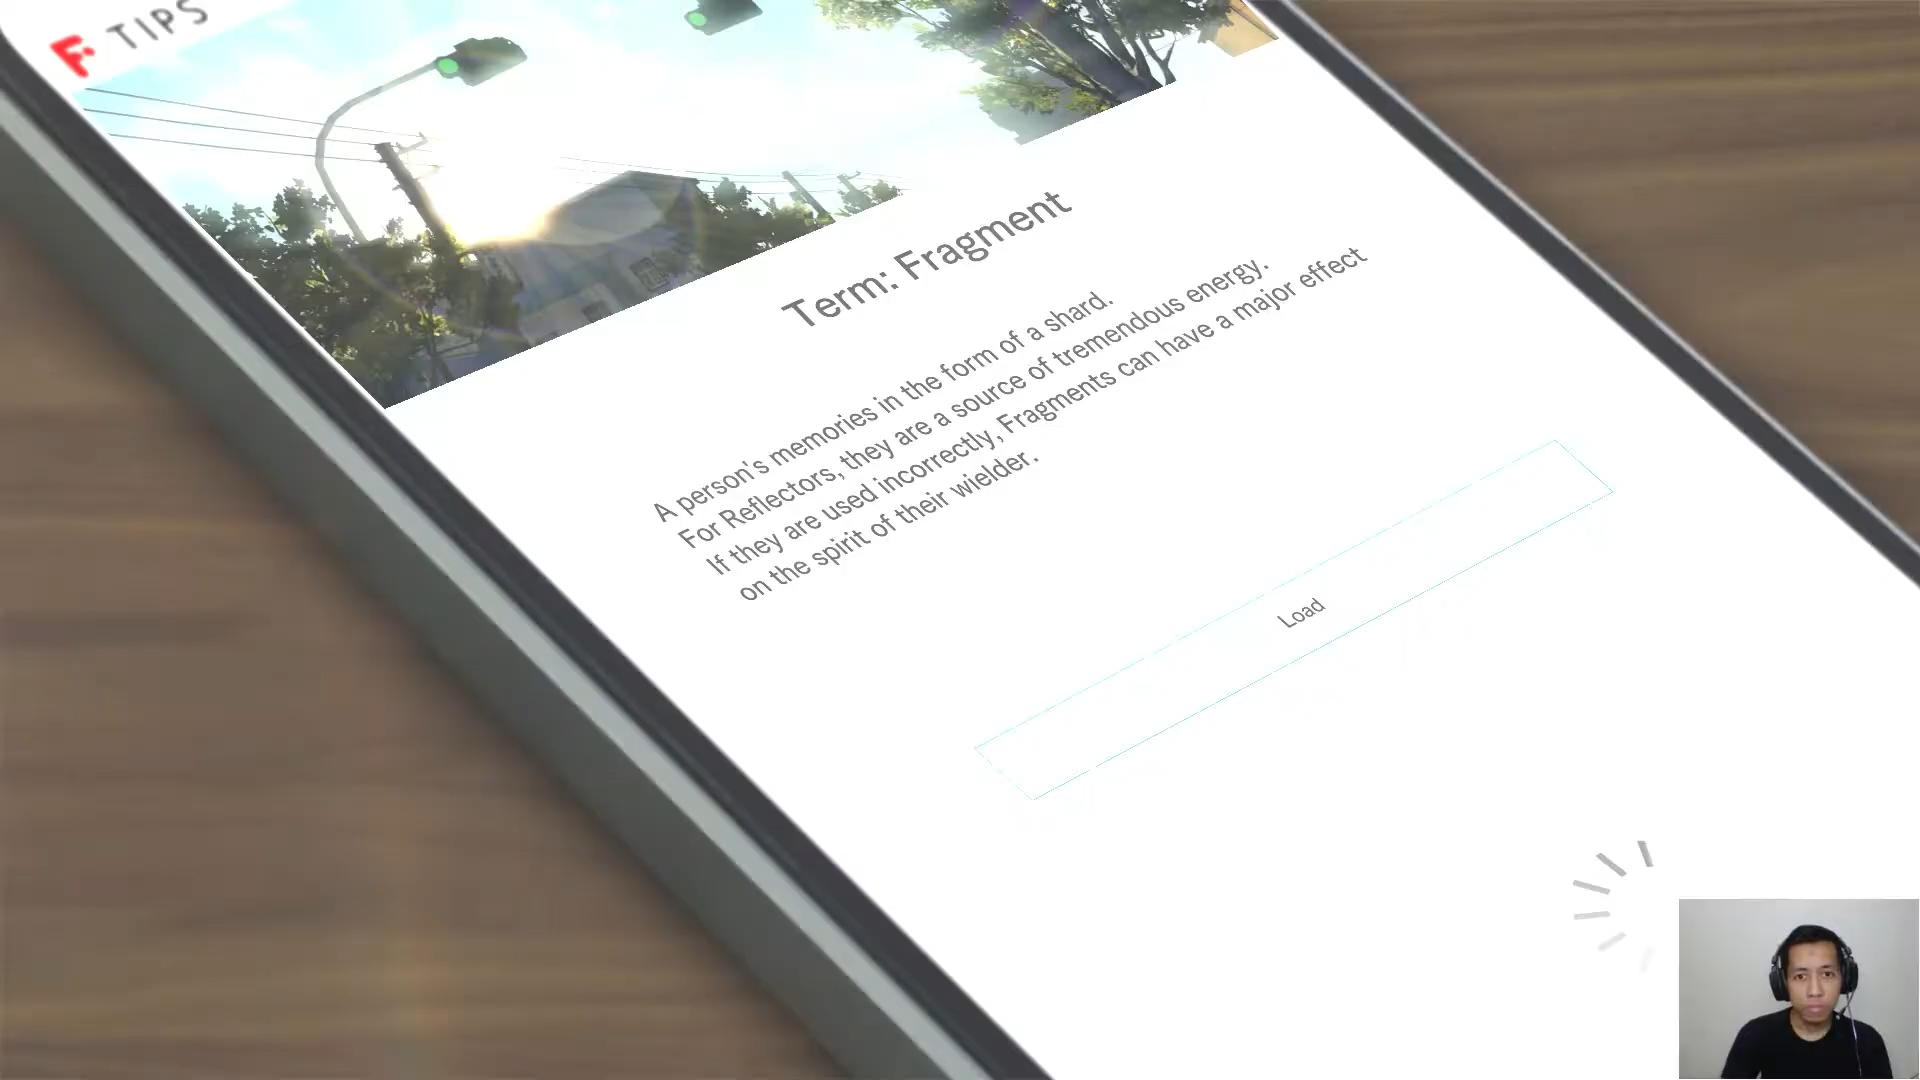 TIPS
Term: Fragment
A person's memories in the form of a shard.
For Reflectors, they are a source of tremendous energy.
If they are used incorrectly, Fragments can have a major effect
on the spirit of their wielder.
Load